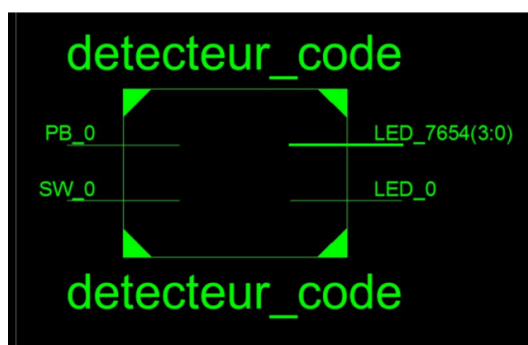 detecteur_code
PB_0
LED_7654(3:0)
SW_0
LED_0
detecteur_code